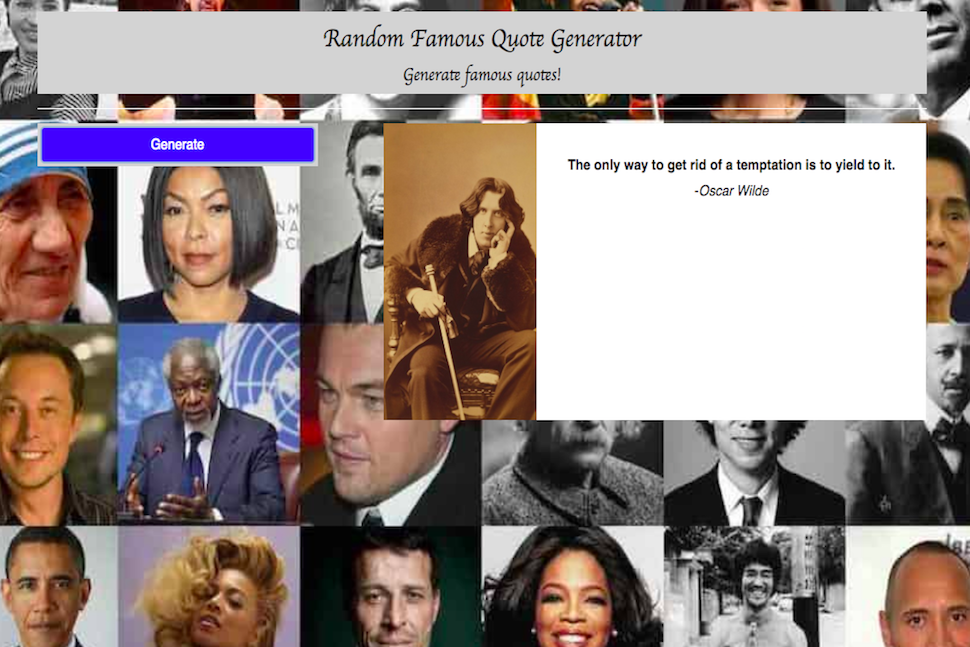 Random Famous Quote Generator
Generate famous quotes!
Generate
The only way to get rid of a temptation is to yield to it.
-Oscar Wilde